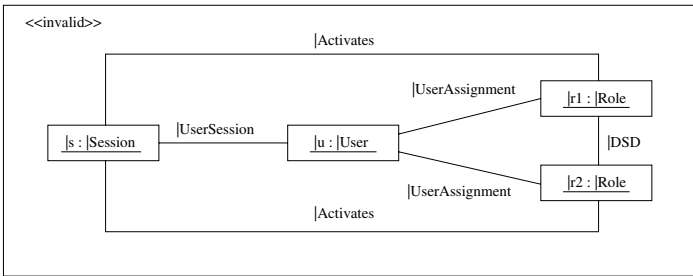 <<invalid>>
|Activates
|UserAssignment
|r1 : |Role
|UserSession
|s : |Session
|u : |User
|DSD
|UserAssignment
|r2 : |Role
|Activates